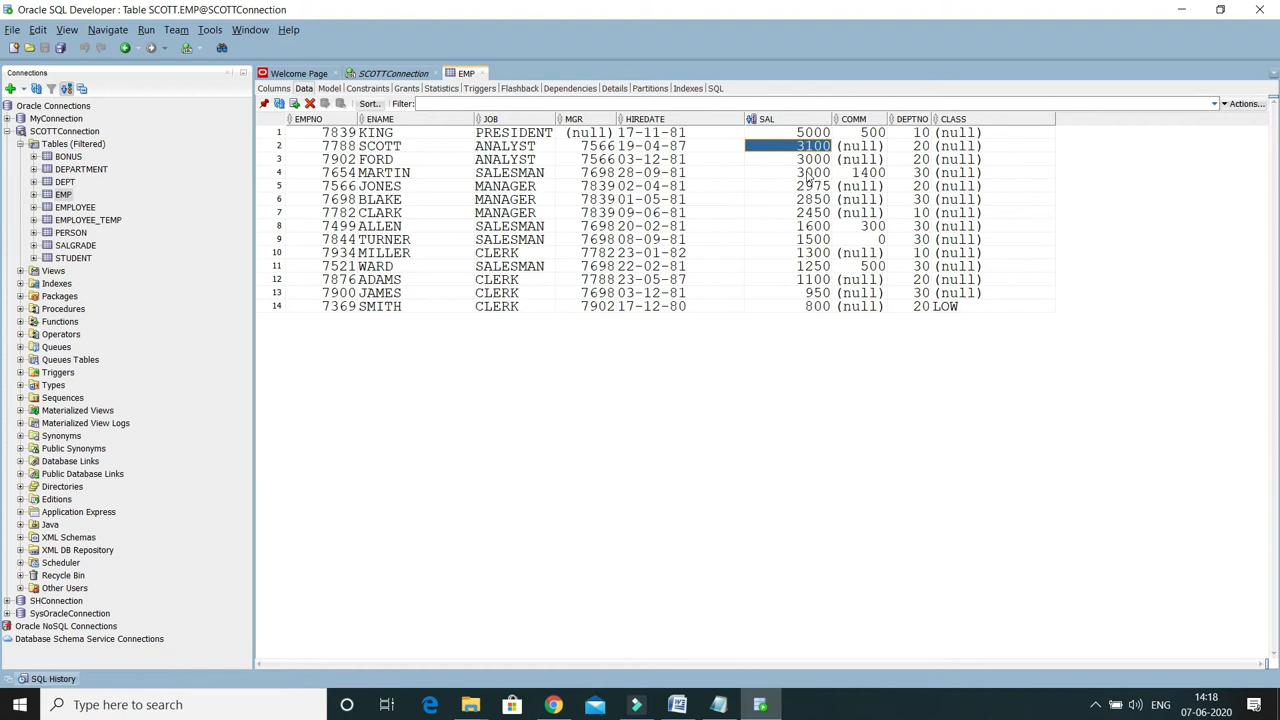 Oracle SQL Developer : Table SCOTT.EMP@SCOTTConnection
File Edit View Navigate Run Team Tools Window Help
Connections
Welcome Page SCOTTConnection EMP
Columns Data Model Constraints Grants Statistics Triggers Flashback Dependencies Details Partitions Indexes SQL
Sort.. Filter: Actions...
Oracle Connections
MyConnection
SCOTTConnection
Tables (Filtered)
BONUS
DEPARTMENT
DEPT
EMP
EMPLOYEE
EMPLOYEE_TEMP
PERSON
SALGRADE
STUDENT
Views
Indexes
Packages
Procedures
Functions
Operators
Queues
Queues Tables
Triggers
Types
Sequences
Materialized Views
Materialized View Logs
Synonyms
Public Synonyms
Database Links
Public Database Links
Directories
Editions
Application Express
Java
XML Schemas
XML DB Repository
Scheduler
Recycle Bin
Other Users
SHConnection
SysOracleConnection
Oracle NoSQL Connections
Database Schema Service Connections
EMPNO ENAME JOB MGR HIREDATE SAL COMM DEPTNO CLASS
1 7839 KING PRESIDENT (null) 17-11-81 5000 500 10 (null)
2 7788 SCOTT ANALYST 7566 19-04-87 3100 (null) 20 (null)
3 7902 FORD ANALYST 7566 03-12-81 3000 (null) 20 (null)
4 7654 MARTIN SALESMAN 7698 28-09-81 3000 1400 30 (null)
5 7566 JONES MANAGER 7839 02-04-81 2975 (null) 20 (null)
6 7698 BLAKE MANAGER 7839 01-05-81 2850 (null) 30 (null)
7 7782 CLARK MANAGER 7839 09-06-81 2450 (null) 10 (null)
8 7499 ALLEN SALESMAN 7698 20-02-81 1600 300 30 (null)
9 7844 TURNER SALESMAN 7698 08-09-81 1500 0 30 (null)
10 7934 MILLER CLERK 7782 23-01-82 1300 (null) 10 (null)
11 7521 WARD SALESMAN 7698 22-02-81 1250 500 30 (null)
12 7876 ADAMS CLERK 7788 23-05-87 1100 (null) 20 (null)
13 7900 JAMES CLERK 7698 03-12-81 950 (null) 30 (null)
14 7369 SMITH CLERK 7902 17-12-80 800 (null) 20 LOW
SQL History
Type here to search
14:18
07-06-2020